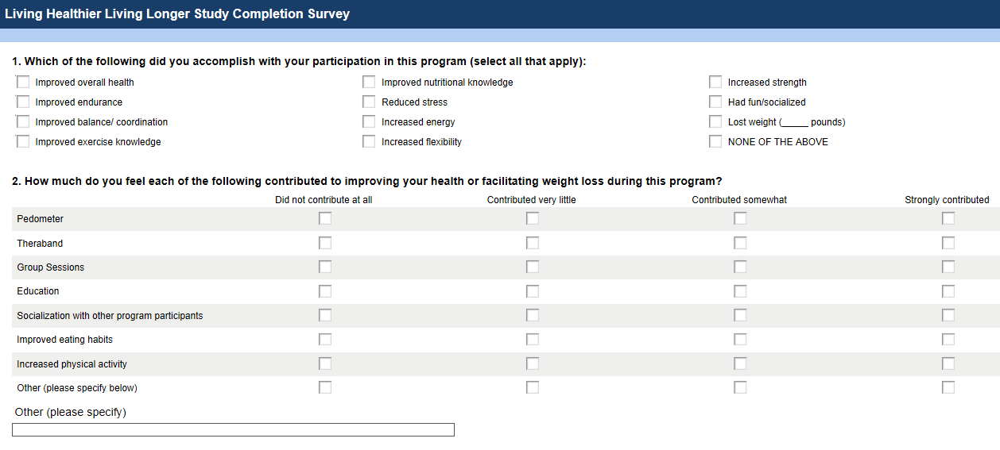 Living Healthier Living Longer Study Completion Survey
1. Which of the following did you accomplish with your participation in this program (select all that apply):
Improved overall health Improved nutritional knowledge Increased strength
Improved endurance Reduced stress Had fun/socialized
Improved balance/ coordination Increased energy Lost weight (_____ pounds)
Improved exercise knowledge Increased flexibility NONE OF THE ABOVE
2. How much do you feel each of the following contributed to improving your health or facilitating weight loss during this program?
Did not contribute at all Contributed very little Contributed somewhat Strongly contributed
Pedometer
Theraband
Group Sessions
Education
Socialization with other program participants
Improved eating habits
Increased physical activity
Other (please specify below)
Other (please specify)